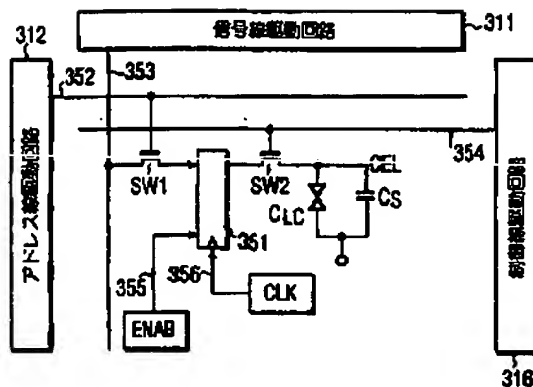 信号線駆動回路
311
312
353
352
アドレス線駆動回路
354
SW1
SW2
CEL
CLC
CS
351
355
356
CLK
ENAB
制御線駆動回路
316